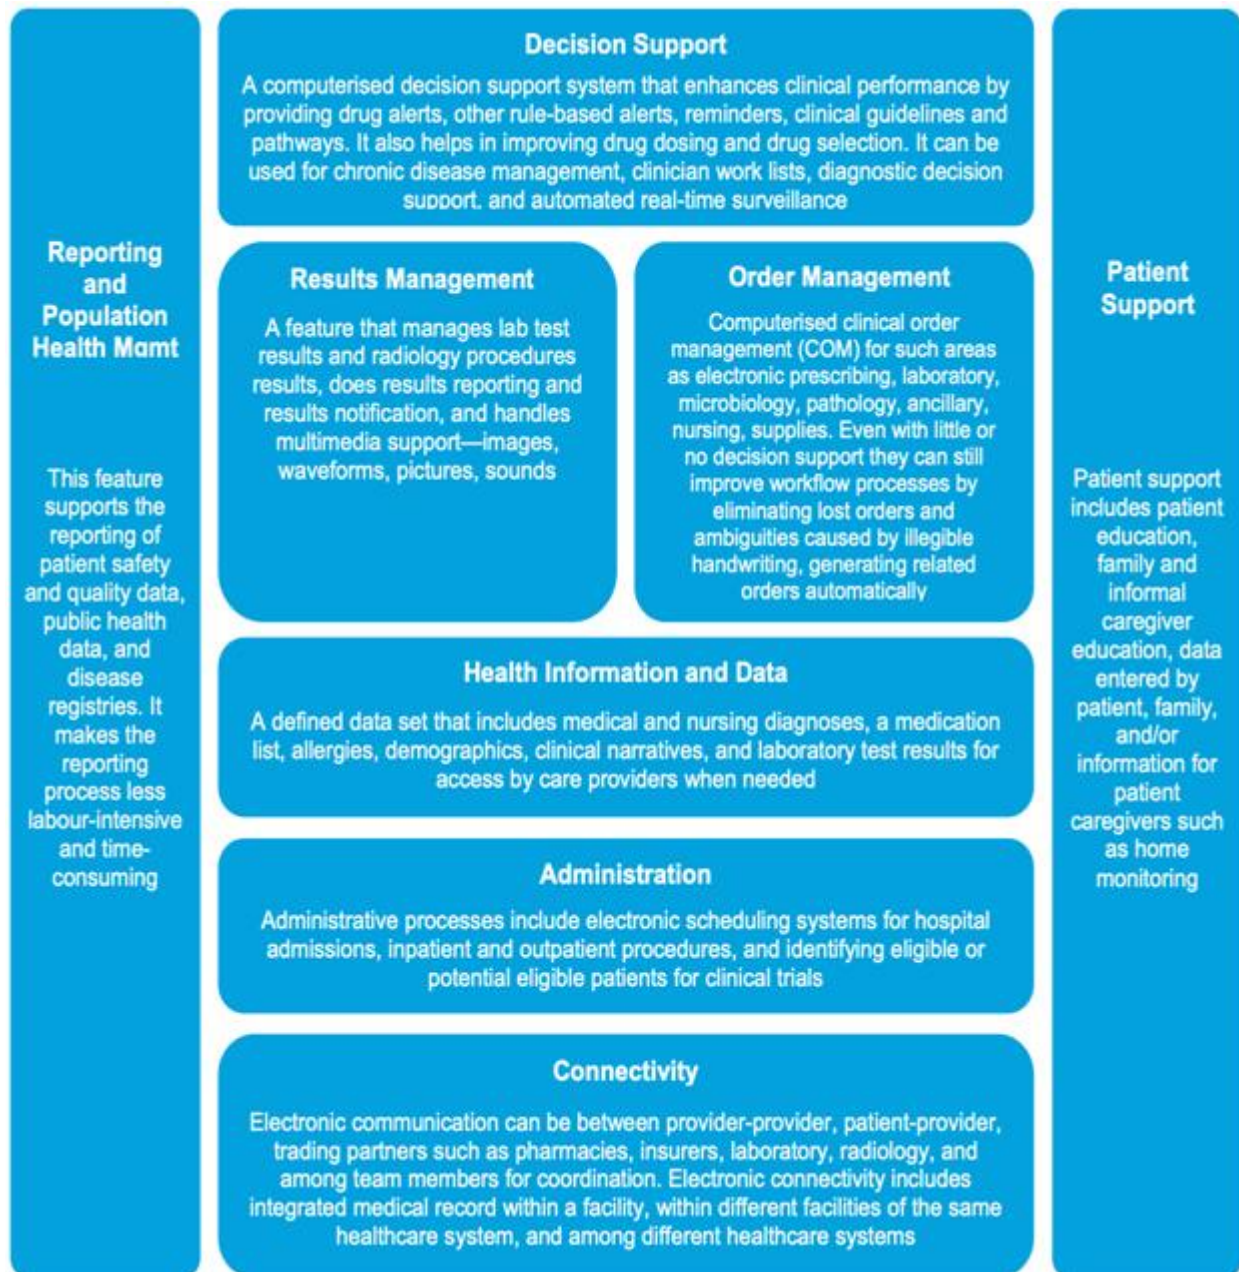 Decision Support
A computerised decision support system that enhances clinical performance by
providing drug alerts, other rule-based alerts, reminders, clinical guidelines and
pathways. It also helps in improving drug dosing and drug selection. It can be
used for chronic disease management, clinician work lists, diagnostic decision
support, and automated real-time surveillance
Reporting
and
Population
Health Mgmt
This feature
supports the
reporting of
patient safety
and quality data,
public health
data, and
disease
registries. It
makes the
reporting
process less
labour-intensive
and time-
consuming
Results Management
A feature that manages lab test
results and radiology procedures
results, does results reporting and
results notification, and handles
multimedia support—images,
waveforms, pictures, sounds
Order Management
Computerised clinical order
management (COM) for such areas
as electronic prescribing, laboratory,
microbiology, pathology, ancillary,
nursing, supplies. Even with little or
no decision support they can still
improve workflow processes by
eliminating lost orders and
ambiguities caused by illegible
handwriting, generating related
orders automatically
Patient
Support
Patient support
includes patient
education,
family and
informal
caregiver
education, data
entered by
patient, family,
and/or
information for
patient
caregivers such
as home
monitoring
Health Information and Data
A defined data set that includes medical and nursing diagnoses, a medication
list, allergies, demographics, clinical narratives, and laboratory test results for
access by care providers when needed
Administration
Administrative processes include electronic scheduling systems for hospital
admissions, inpatient and outpatient procedures, and identifying eligible or
potential eligible patients for clinical trials
Connectivity
Electronic communication can be between provider-provider, patient-provider,
trading partners such as pharmacies, insurers, laboratory, radiology, and
among team members for coordination. Electronic connectivity includes
integrated medical record within a facility, within different facilities of the same
healthcare system, and among different healthcare systems